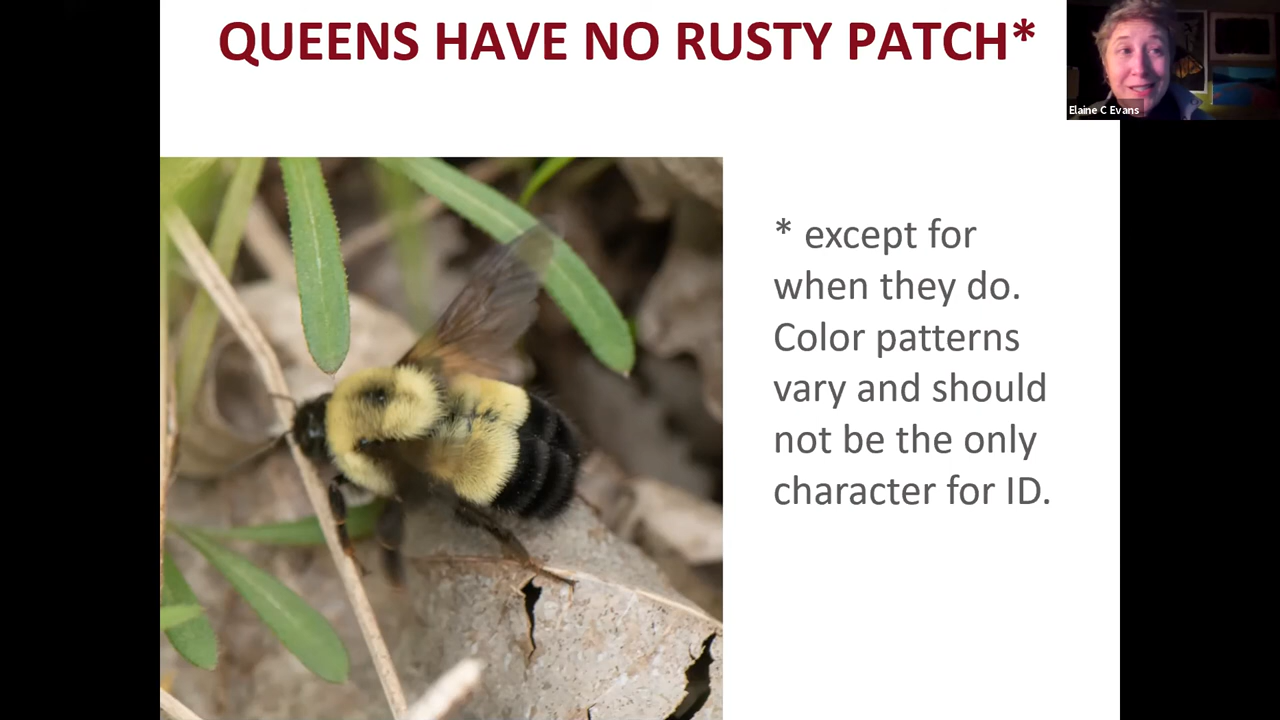 QUEENS HAVE NO RUSTY PATCH*
Elaine C Evans
* except for
when they do.
Color patterns
vary and should
not be the only
character for ID.